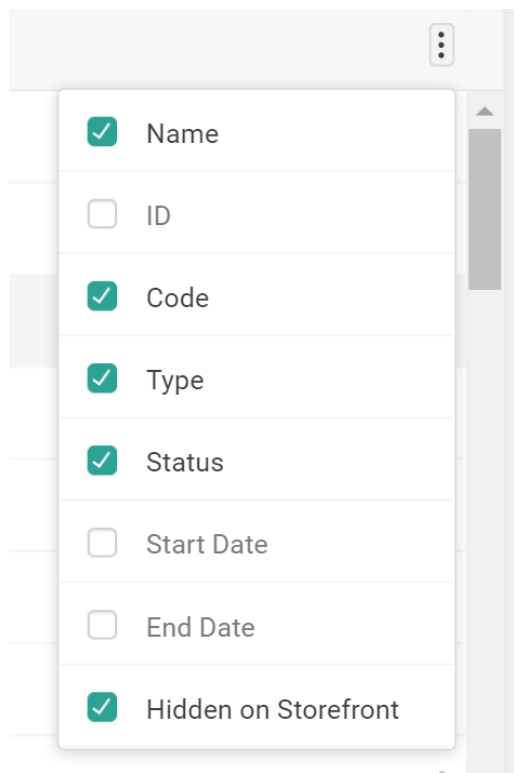 Name
ID
Code
Type
Status
Start Date
End Date
Hidden on Storefront